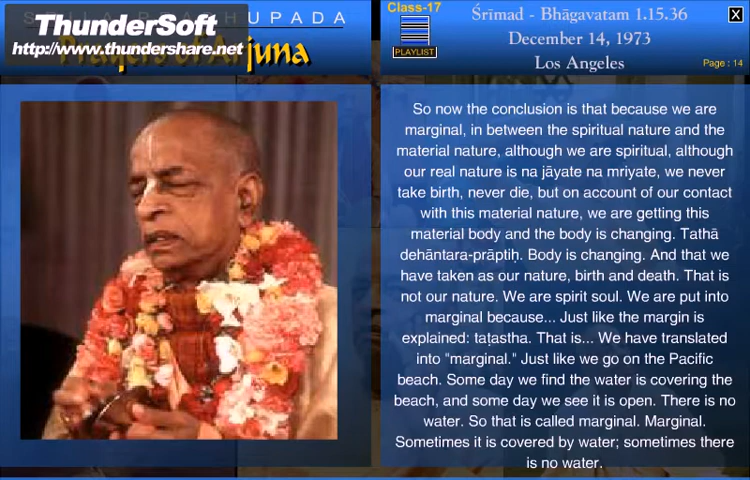 ThunderSoft
http://www.thundershare.net
Prayers of Arjuna
Class-17
PLAYLIST
Śrīmad - Bhāgavatam 1.15.36
December 14, 1973
Los Angeles
X
Page : 14
So now the conclusion is that because we are
marginal, in between the spiritual nature and the
material nature, although we are spiritual, although
our real nature is na jāyate na mriyate, we never
take birth, never die, but on account of our contact
with this material nature, we are getting this
material body and the body is changing. Tathā
dehāntara-prāptiḥ. Body is changing. And that we
have taken as our nature, birth and death. That is
not our nature. We are spirit soul. We are put into
marginal because... Just like the margin is
explained: taṭastha. That is... We have translated
into "marginal." Just like we go on the Pacific
beach. Some day we find the water is covering the
beach, and some day we see it is open. There is no
water. So that is called marginal. Marginal.
Sometimes it is covered by water; sometimes there
is no water.